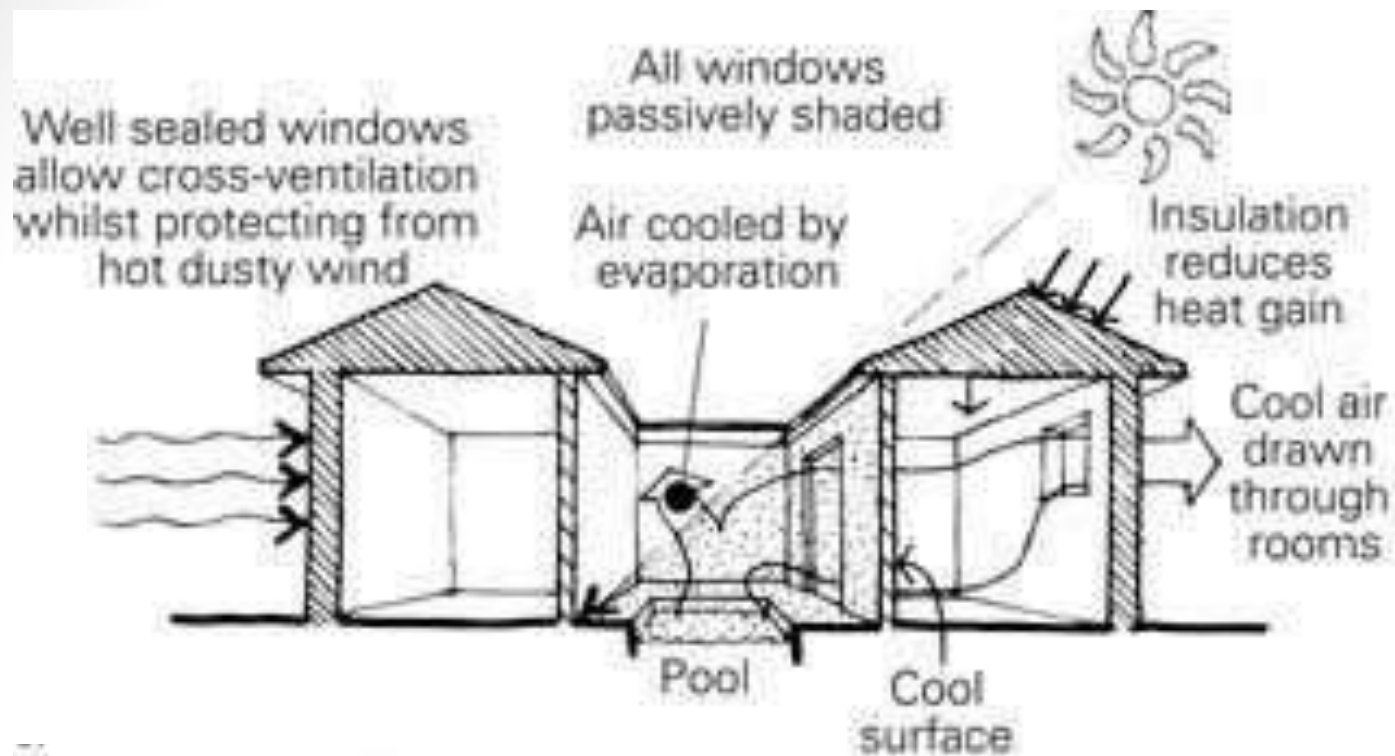 All windows
passively shaded
Well sealed windows
allow cross-ventilation
whilst protecting from
hot dusty wind
Air cooled by
evaporation
Insulation
reduces
heat gain
Cool air
drawn
through
rooms
Pool
Cool
surface